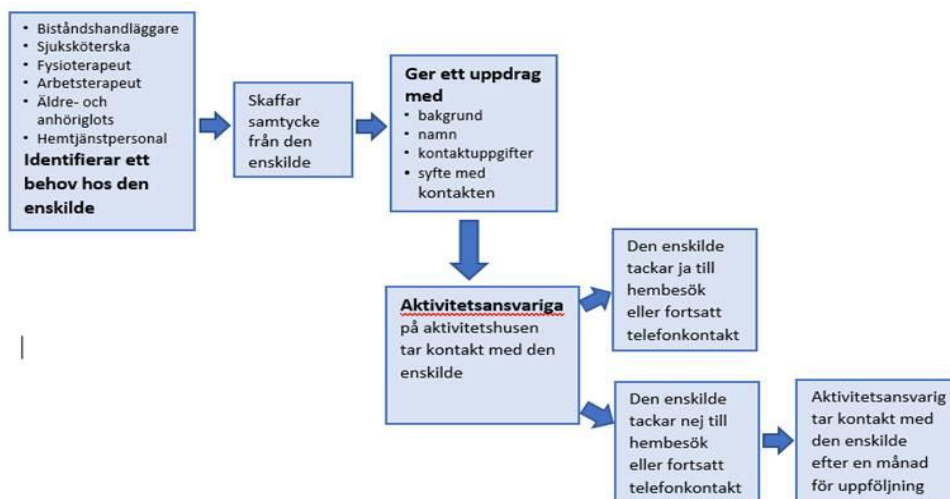 • Biståndshandläggare
• Sjuksköterska
• Fysioterapeut
• Arbetsterapeut
• Äldre- och
anhöriglots
• Hemtjänstpersonal
Identifierar ett
behov hos den
enskilde
Skaffar
samtycke
från den
enskilde
Ger ett uppdrag
med
• bakgrund
• namn
• kontaktuppgifter
• syfte med
kontakten
Aktivitetsansvariga
på aktivitetshusen
tar kontakt med den
enskilde
Den enskilde
tackar ja till
hembesök
eller fortsatt
telefonkontakt
Den enskilde
tackar nej till
hembesök
eller fortsatt
telefonkontakt
Aktivitetsansvarig
tar kontakt med
den enskilde
efter en månad
för uppföljning